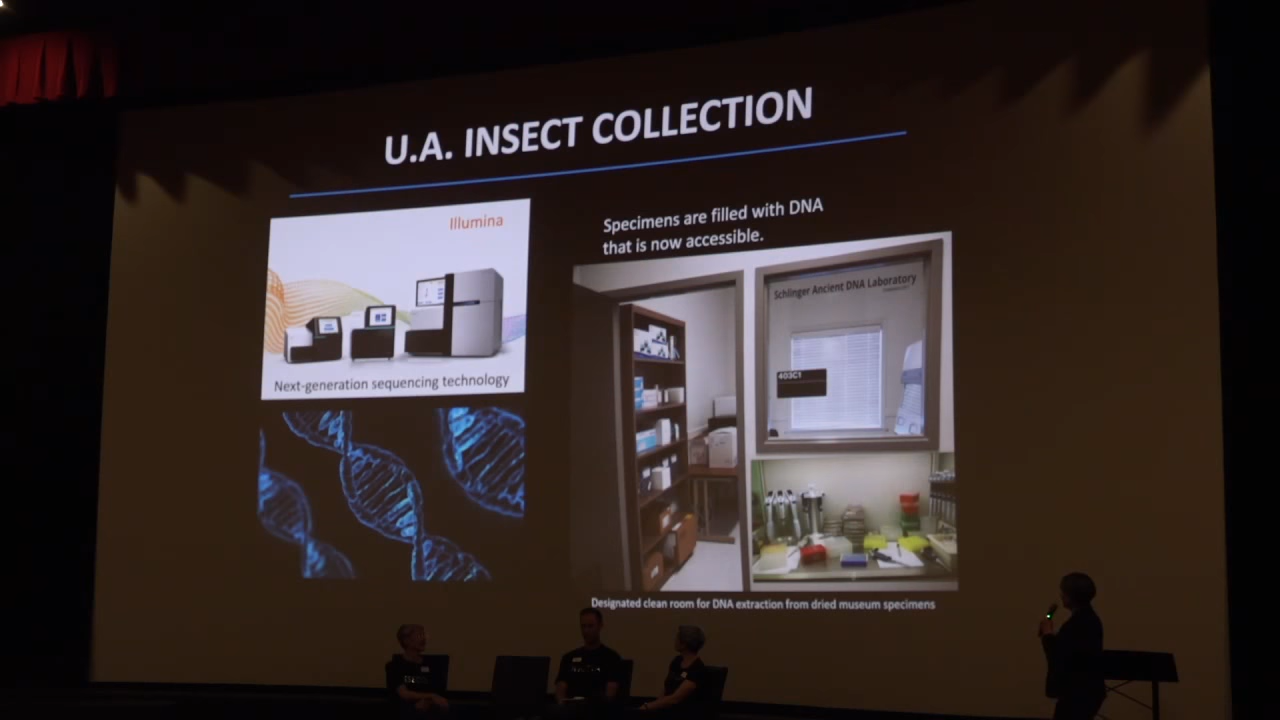 U.A. INSECT COLLECTION
Illumina
Next-generation sequencing technology
Specimens are filled with DNA
that is now accessible.
Schlinger Ancient DNA Laboratory
403C1
Designated clean room for DNA extraction from dried museum specimens